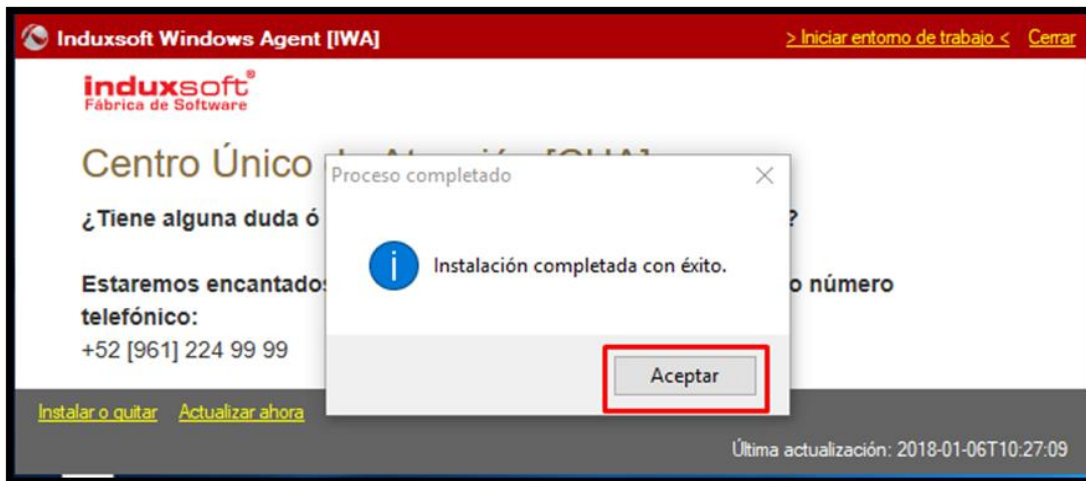 Induxsoft Windows Agent [IWA]
> Iniciar entorno de trabajo <
Cerrar
induxsoft®
Fábrica de Software
Centro Único
Proceso completado
¿Tiene alguna duda ó
?
Instalación completada con éxito.
Estaremos encantados
o número
telefónico:
+52 [961] 224 99 99
Aceptar
Instalar o quitar
Actualizar ahora
Última actualización: 2018-01-06T10:27:09